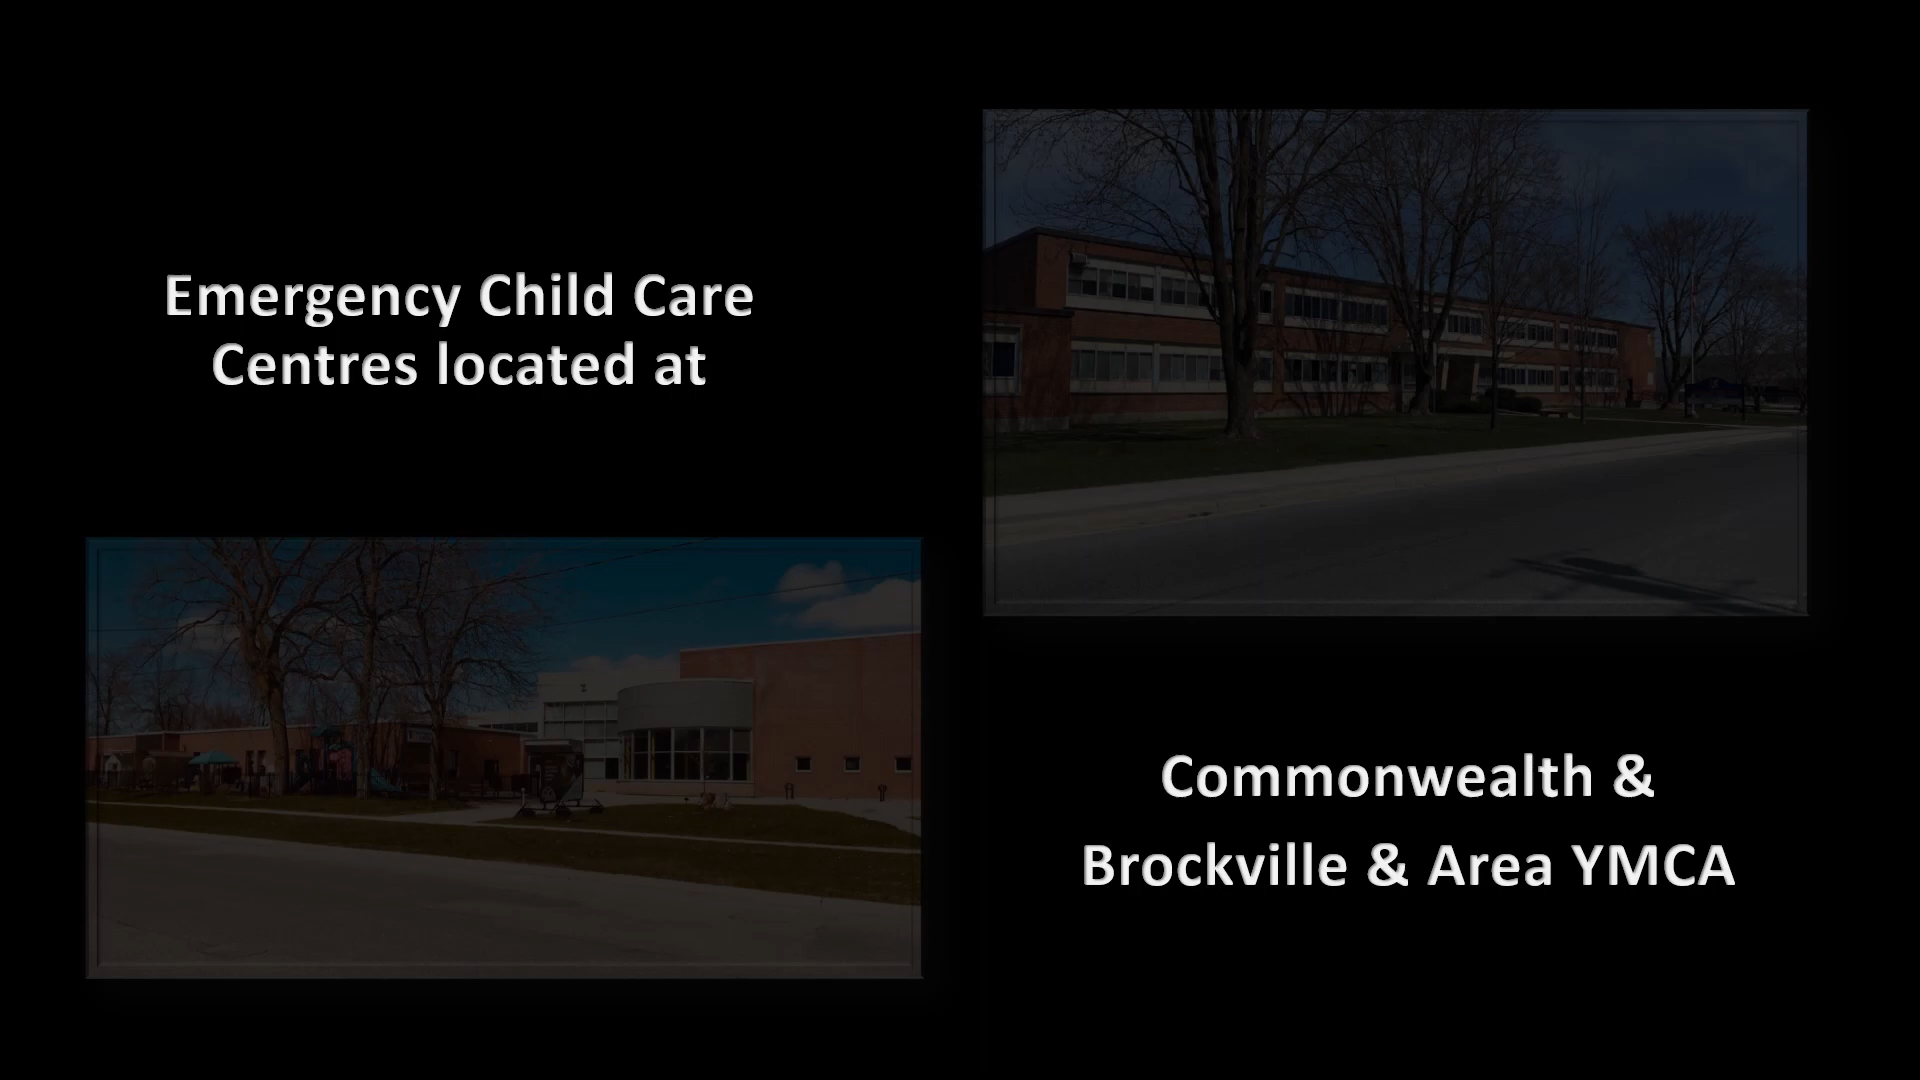 Emergency Child Care
Centres located at
Commonwealth &
Brockville & Area YMCA